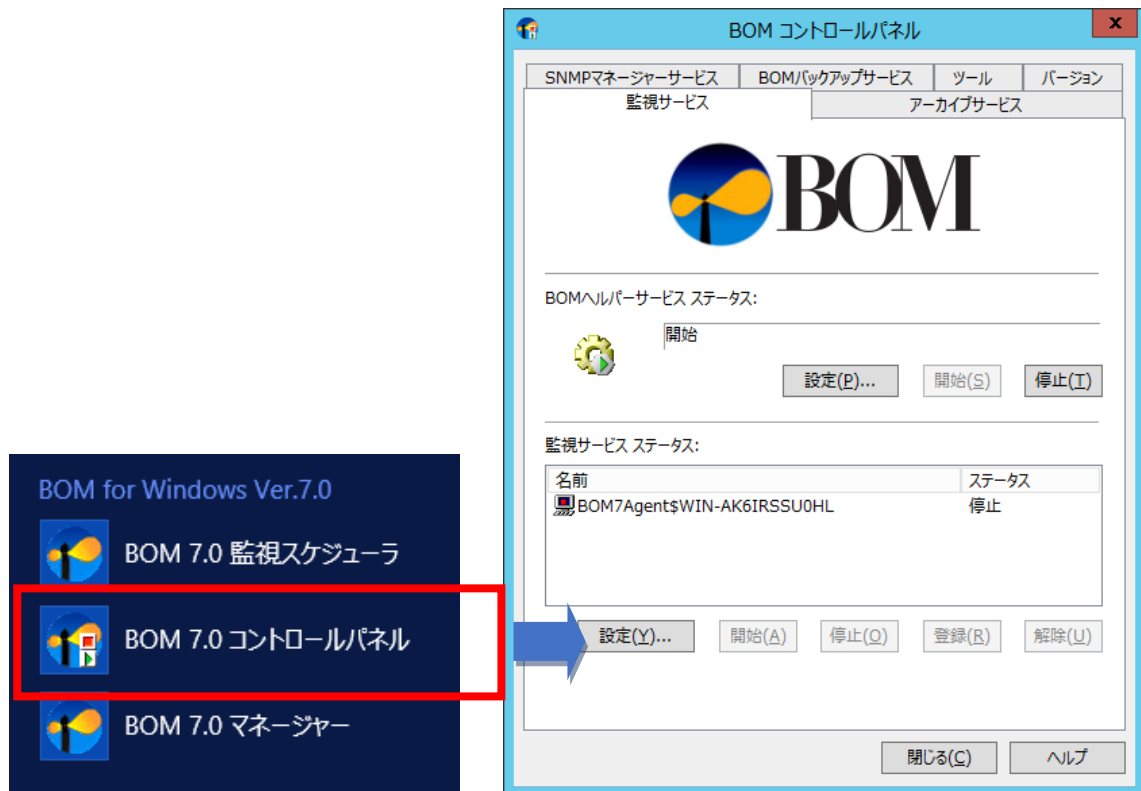 BOM for Windows Ver.7.0
BOM 7.0 監視スケジューラ
BOM 7.0 コントロールパネル
BOM 7.0 マネージャー
BOM コントロールパネル
x
SNMPマネージャーサービス BOMバックアップサービス ツール バージョン
監視サービス アーカイブサービス
BOM
BOMヘルパーサービス ステータス:
開始
設定(P)... 開始(S) 停止(T)
監視サービス ステータス:
名前 ステータス
BOM7Agent$WIN-AK6IRSSU0HL 停止
設定(Y)... 開始(A) 停止(O) 登録(R) 解除(U)
閉じる(C) ヘルプ